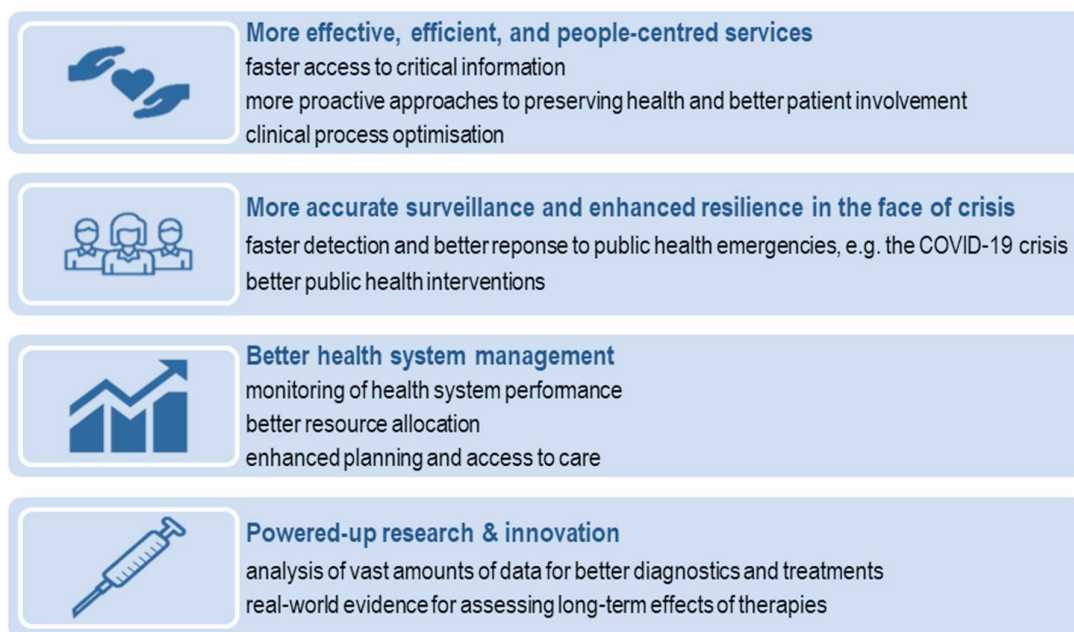 More effective, efficient, and people-centred services
faster access to critical information
more proactive approaches to preserving health and better patient involvement
clinical process optimisation
More accurate surveillance and enhanced resilience in the face of crisis
faster detection and better reponse to public health emergencies, e.g. the COVID-19 crisis
better public health interventions
Better health system management
monitoring of health system performance
better resource allocation
enhanced planning and access to care
Powered-up research & innovation
analysis of vast amounts of data for better diagnostics and treatments
real-world evidence for assessing long-term effects of therapies